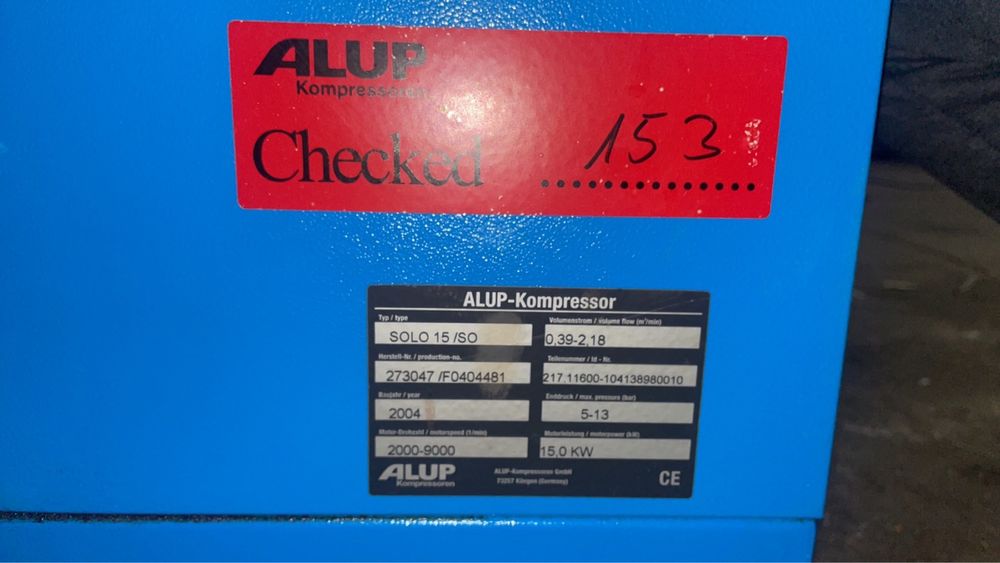 ALUP
Kompressoren
Checked 153
ALUP-Kompressor
Typ / type
Volumenstrom / volume flow (m³/min)
SOLO 15 /SO
0,39-2,18
Herstell-Nr. / production-no.
Teilenummer / Id - Nr.
273047 /F0404481
217.11600-104138980010
Baujahr / year
Enddruck / max. pressure (bar)
2004
5-13
Motor-Drehzahl / motorspeed (1/min)
Motorleistung / motorpower (kW)
2000-9000
15,0 KW
ALUP
Kompressoren
ALUP-Kompressoren GmbH
73257 Köngen (Germany)
CE